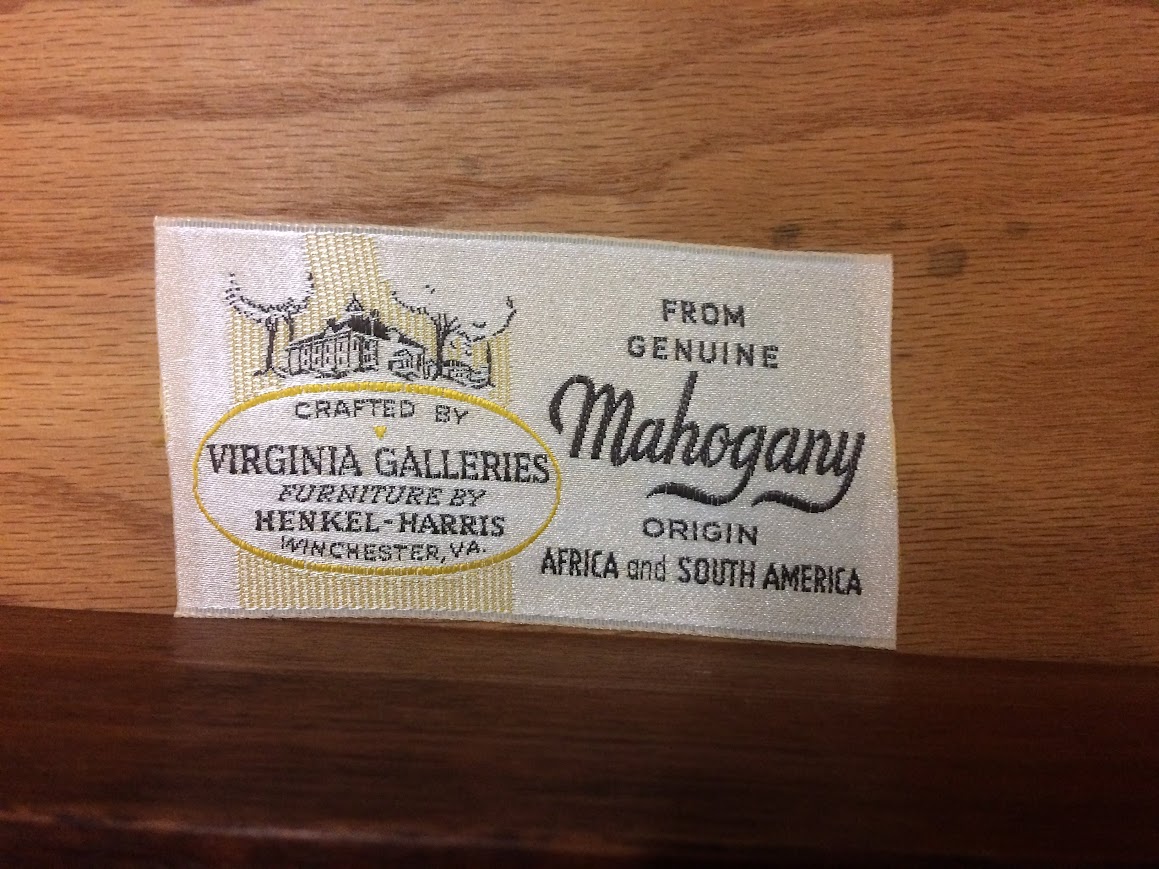 CRAFTED BY
VIRGINIA GALLERIES
FURNITURE BY
HENKEL-HARRIS
WINCHESTER, VA.
FROM
GENUINE
Mahogany
ORIGIN
AFRICA and SOUTH AMERICA